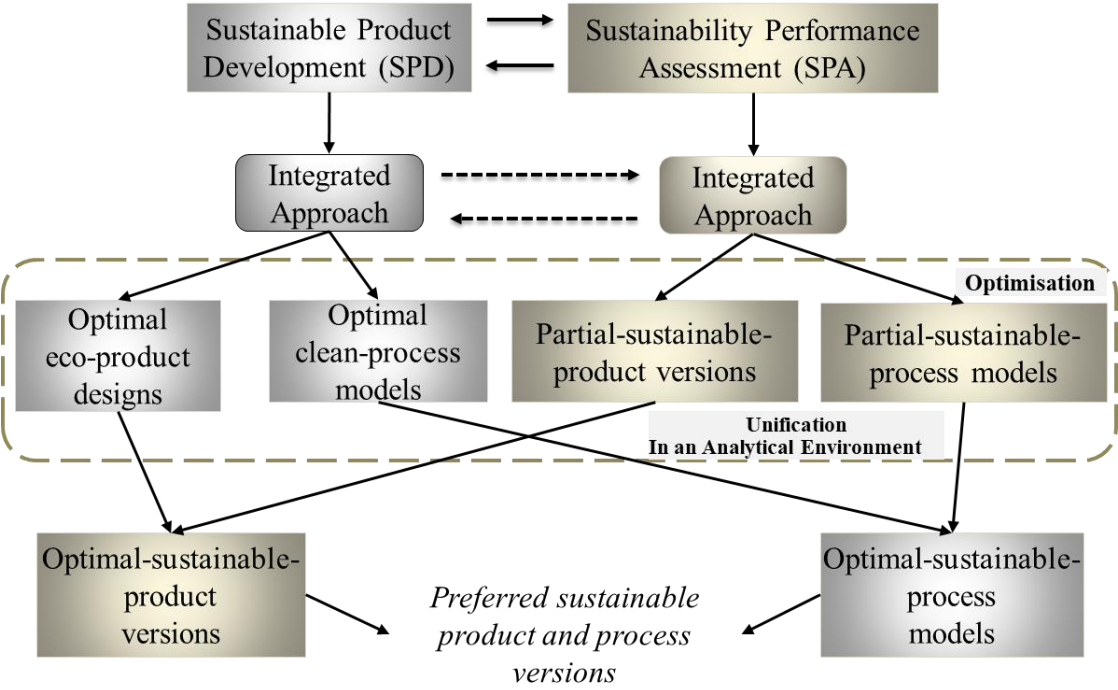 Sustainable Product
Development (SPD)
Sustainability Performance
Assessment (SPA)
Integrated
Approach
Integrated
Approach
Optimisation
Optimal
eco-product
designs
Optimal
clean-process
models
Partial-sustainable-
product versions
Partial-sustainable-
process models
Unification
In an Analytical Environment
Optimal-sustainable-
product
versions
Preferred sustainable
product and process
versions
Optimal-sustainable-
process
models